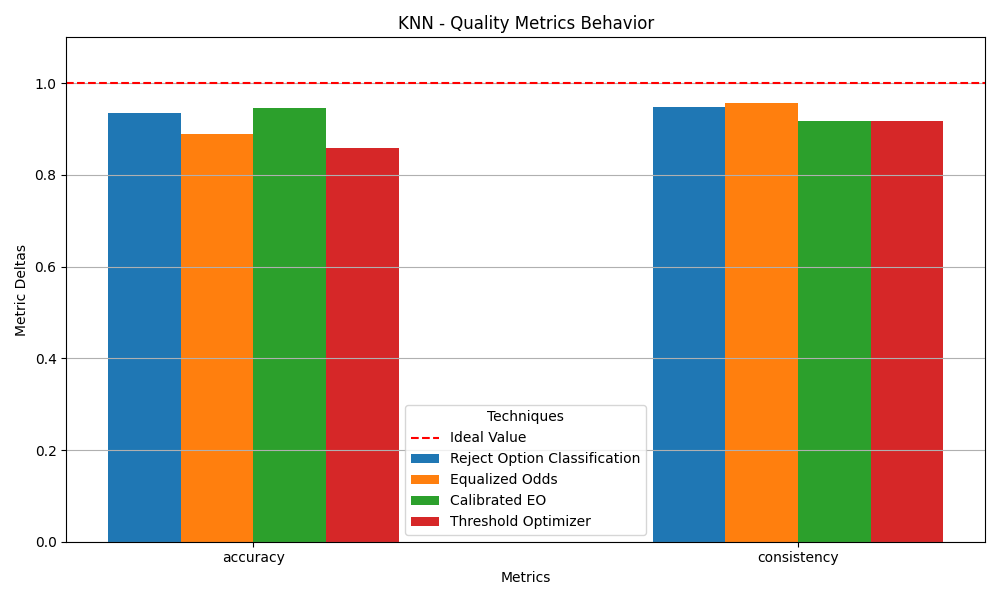 KNN - Quality Metrics Behavior
Metric Deltas
1.0
0.8
0.6
0.4
0.2
0.0
Techniques
Ideal Value
Reject Option Classification
Equalized Odds
Calibrated EO
Threshold Optimizer
accuracy
consistency
Metrics